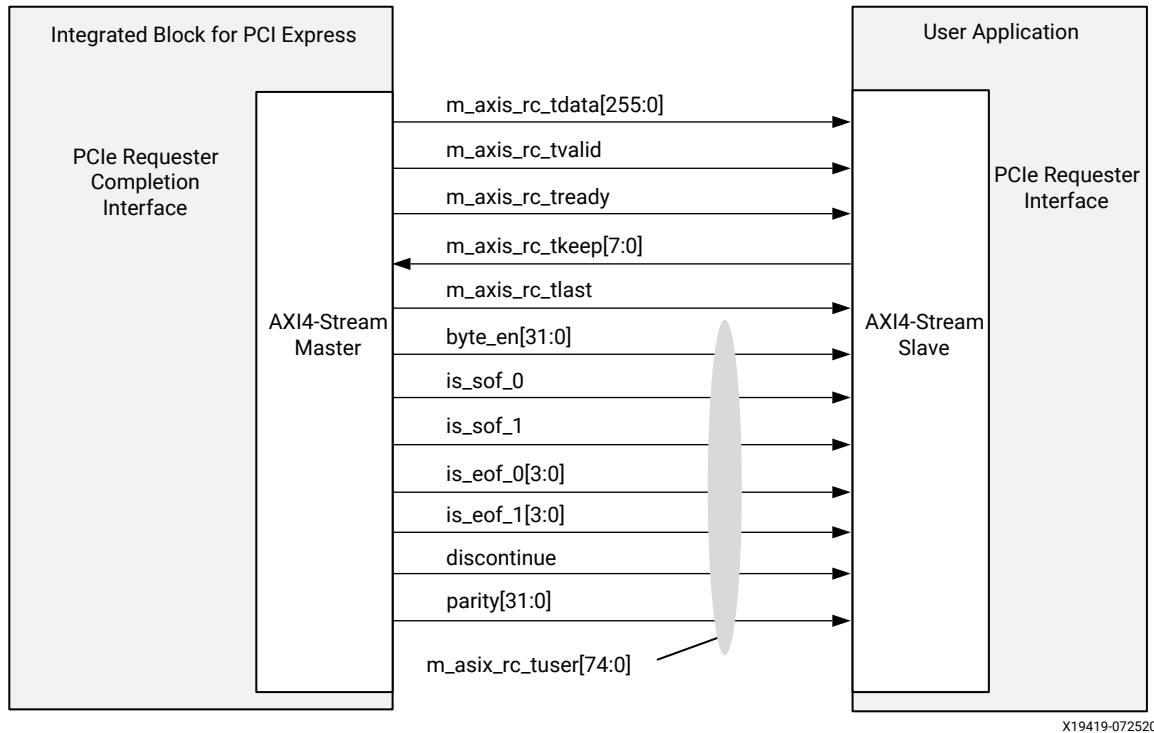 Integrated Block for PCI Express
User Application
m_axis_rc_tdata[255:0]
m_axis_rc_tvalid
m_axis_rc_tready
m_axis_rc_tkeep[7:0]
m_axis_rc_tlast
byte_en[31:0]
is_sof_0
is_sof_1
is_eof_0[3:0]
is_eof_1[3:0]
discontinue
parity[31:0]
m_asix_rc_tuser[74:0]
PCIe Requester
Completion
Interface
AXI4-Stream
Master
AXI4-Stream
Slave
PCIe Requester
Interface
X19419-072520